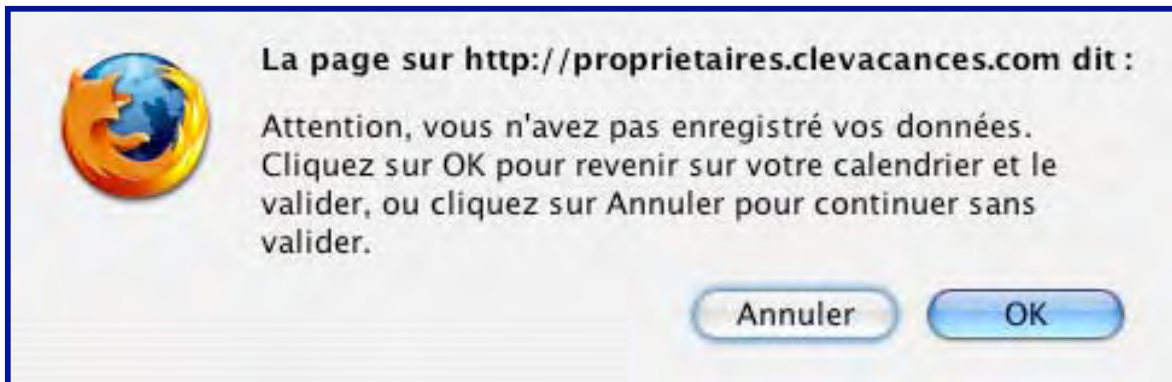 La page sur http://proprietaires.clevacances.com dit :
Attention, vous n'avez pas enregistré vos données.
Cliquez sur OK pour revenir sur votre calendrier et le
valider, ou cliquez sur Annuler pour continuer sans
valider.
Annuler OK